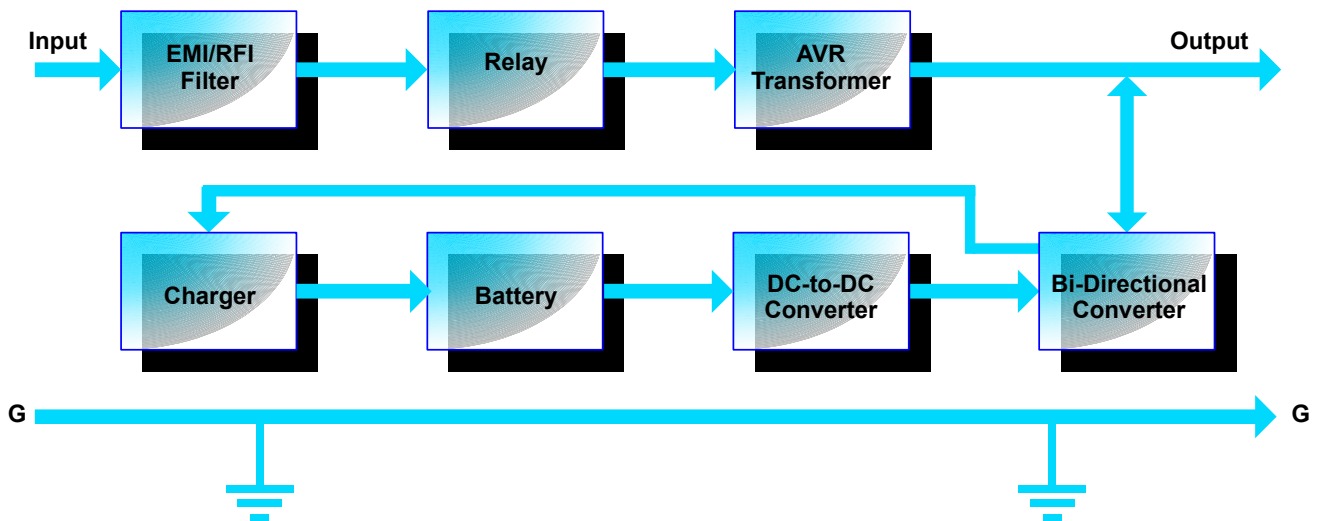 Input
EMI/RFI
Filter
Relay
AVR
Transformer
Output
Charger
Battery
DC-to-DC
Converter
Bi-Directional
Converter
G
G